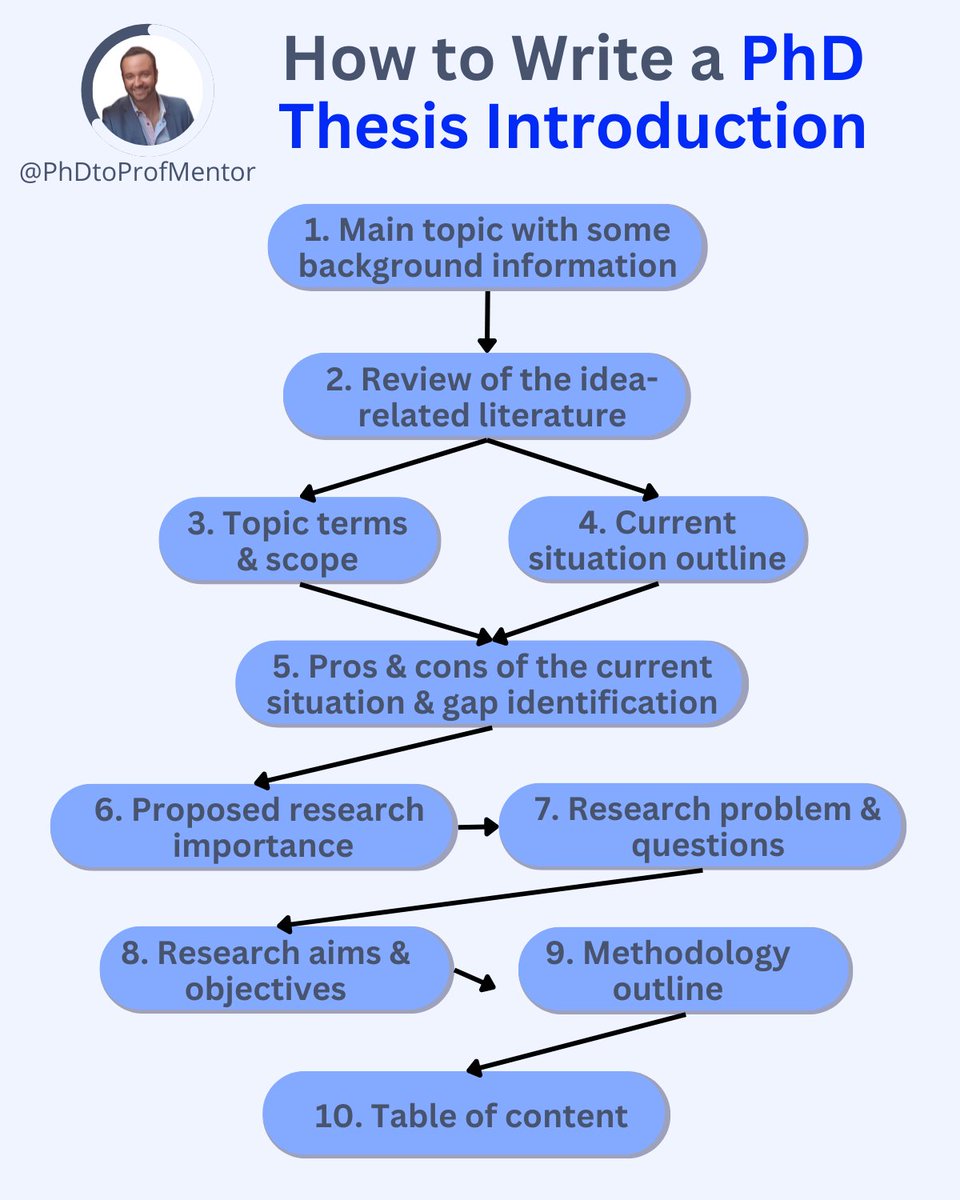 How to Write a PhD
Thesis Introduction
@PhDtoProfMentor
1. Main topic with some
background information
2. Review of the idea-
related literature
3. Topic terms
& scope
4. Current
situation outline
5. Pros & cons of the current
situation & gap identification
6. Proposed research
importance
7. Research problem &
questions
8. Research aims &
objectives
9. Methodology
outline
10. Table of content